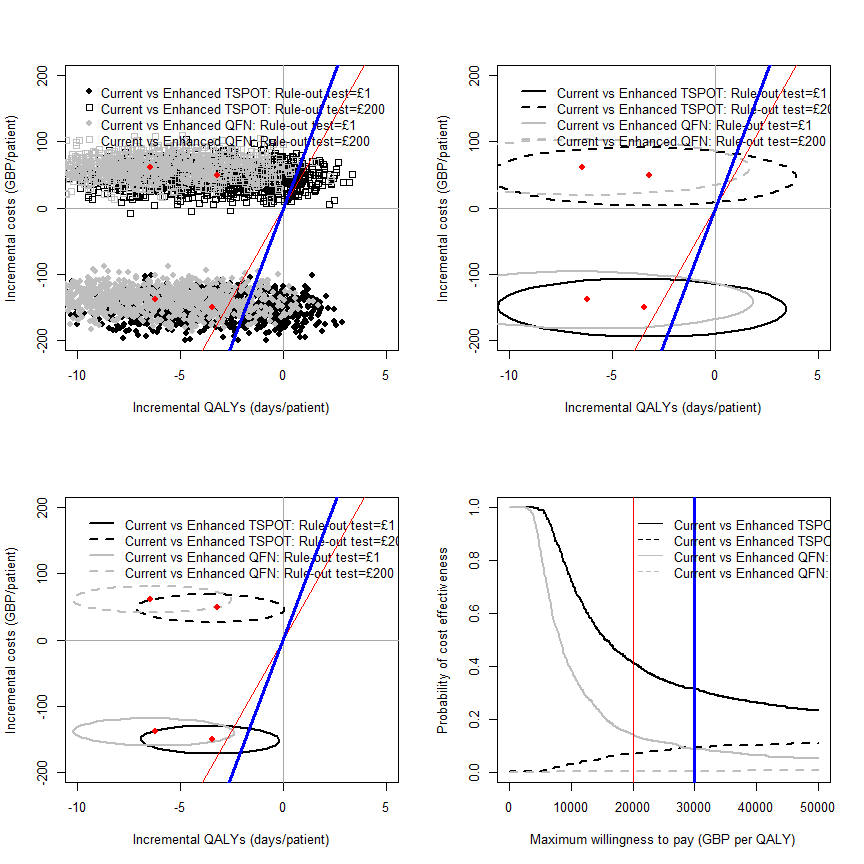 Current vs Enhanced TSPOT: Rule-out test=£1
Current vs Enhanced TSPOT: Rule-out test=£200
Current vs Enhanced QFN: Rule-out test=£1
Current vs Enhanced QFN: Rule-out test=£200
Incremental costs (GBP/patient)
200
100
0
-100
-200
-10
-5
0
5
Incremental QALYs (days/patient)
Current vs Enhanced TSPOT: Rule-out test=£1
Current vs Enhanced TSPOT: Rule-out test=£20
Current vs Enhanced QFN: Rule-out test=£1
Current vs Enhanced QFN: Rule-out test=£200
Incremental costs (GBP/patient)
200
100
0
-100
-200
-10
-5
0
5
Incremental QALYs (days/patient)
Current vs Enhanced TSPOT: Rule-out test=£1
Current vs Enhanced TSPOT: Rule-out test=£20
Current vs Enhanced QFN: Rule-out test=£1
Current vs Enhanced QFN: Rule-out test=£200
Incremental costs (GBP/patient)
200
100
0
-100
-200
-10
-5
0
5
Incremental QALYs (days/patient)
Current vs Enhanced TSPO
Current vs Enhanced TSPO
Current vs Enhanced QFN:
Current vs Enhanced QFN:
Probability of cost effectiveness
1.0
0.8
0.6
0.4
0.2
0.0
0
10000
20000
30000
40000
50000
Maximum willingness to pay (GBP per QALY)